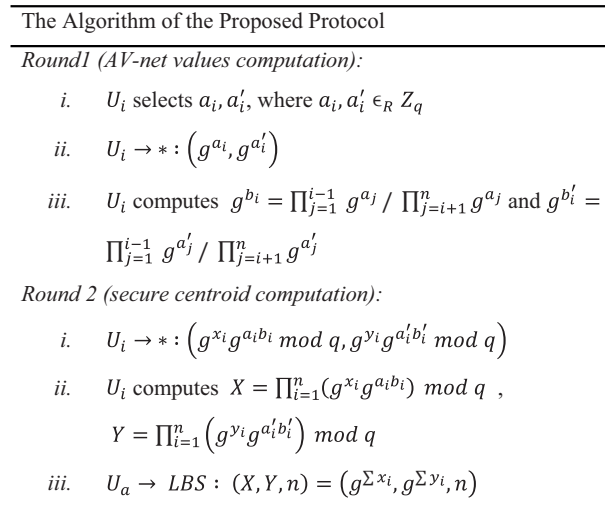 The Algorithm of the Proposed Protocol
Round1 (AV-net values computation):
i. U_i selects a_i, a′_i, where a_i, a′_i ϵ_R Z_q
ii. U_i → * : (g^{a_i}, g^{a′_i})
iii. U_i computes g^{b_i} = ∏_{j=1}^{i−1} g^{a_j} / ∏_{j=i+1}^{n} g^{a_j} and g^{b′_i} =
∏_{j=1}^{i−1} g^{a′_j} / ∏_{j=i+1}^{n} g^{a′_j}
Round 2 (secure centroid computation):
i. U_i → * : (g^{x_i} g^{a_i b_i} mod q, g^{y_i} g^{a′_i b′_i} mod q)
ii. U_i computes X = ∏_{i=1}^{n} (g^{x_i} g^{a_i b_i}) mod q ,
Y = ∏_{i=1}^{n} (g^{y_i} g^{a′_i b′_i}) mod q
iii. U_a → LBS : (X, Y, n) = (g^{∑ x_i}, g^{∑ y_i}, n)